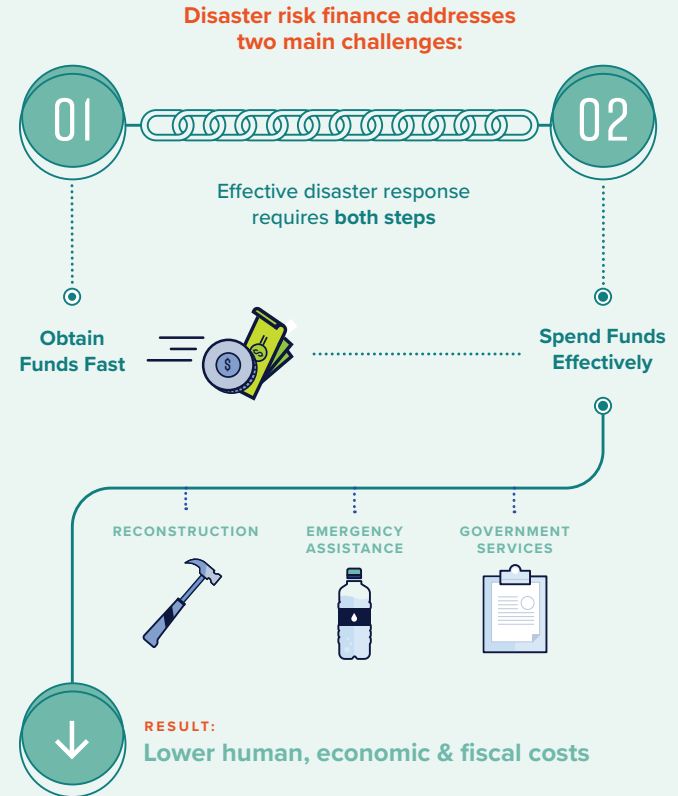 Disaster risk finance addresses
two main challenges:
01
02
Effective disaster response
requires both steps
Obtain
Funds Fast
$
$
Spend Funds
Effectively
RECONSTRUCTION
EMERGENCY
ASSISTANCE
GOVERNMENT
SERVICES
RESULT:
Lower human, economic & fiscal costs